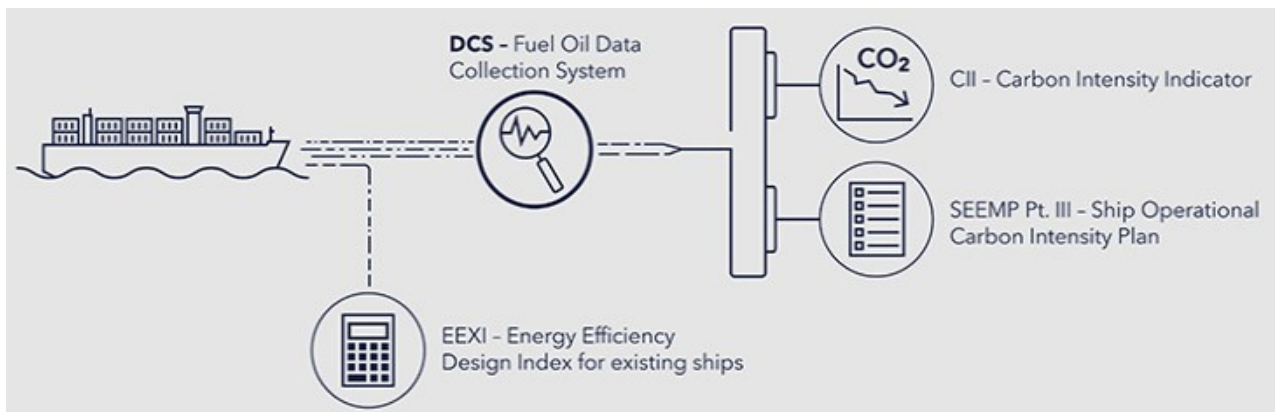 DCS – Fuel Oil Data
Collection System
CO₂
CII – Carbon Intensity Indicator
SEEMP Pt. III – Ship Operational
Carbon Intensity Plan
EEXI – Energy Efficiency
Design Index for existing ships